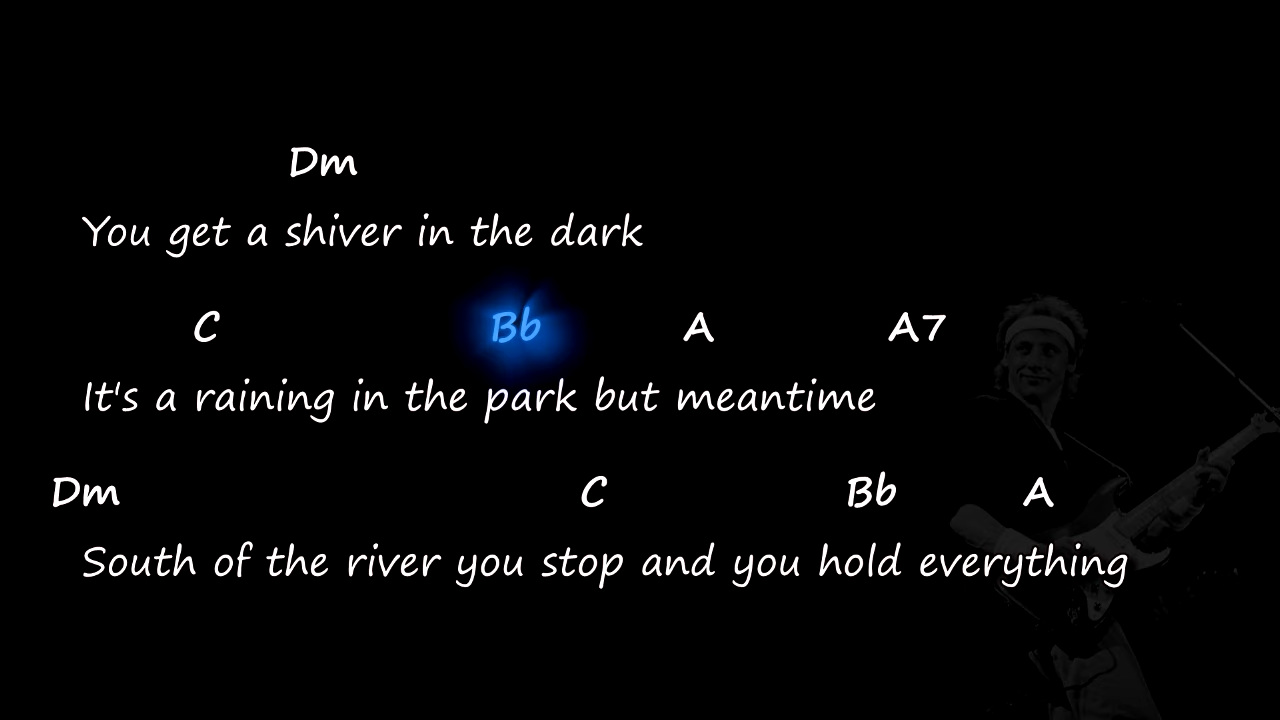 Dm
You get a shiver in the dark
C Bb A A7
It's a raining in the park but meantime
Dm C Bb A
South of the river you stop and you hold everything